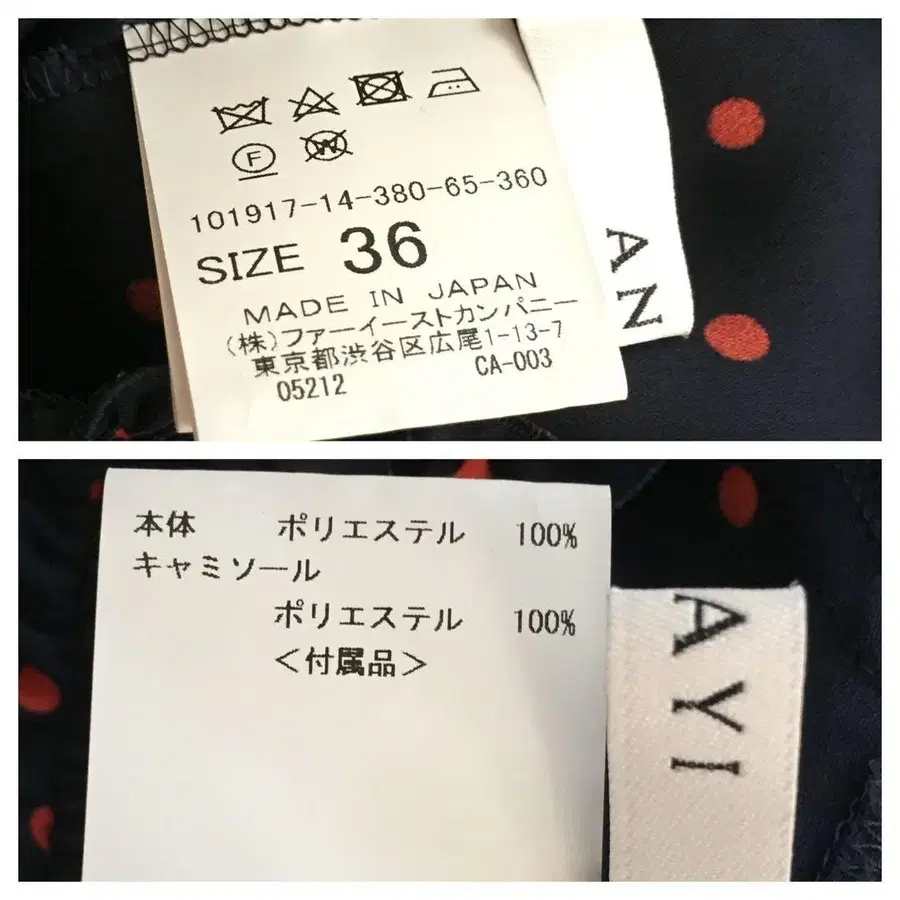 F
W
101917-14-380-65-360
SIZE 36
MADE IN JAPAN
(株)ファーイーストカンパニー
東京都渋谷区広尾1-13-7
05212 CA-003
AN
本体 ポリエステル 100%
キャミソール
ポリエステル 100%
<付属品>
AYI